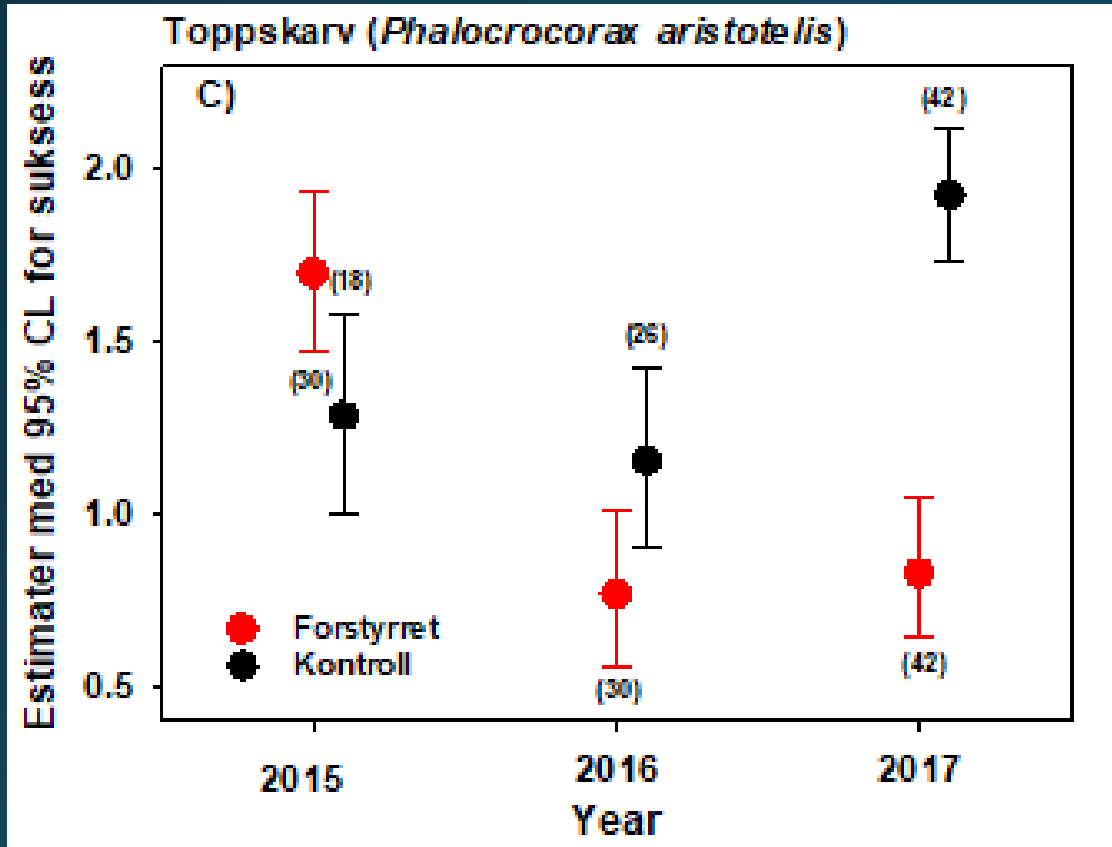 Toppskarv (Phalocrocorax aristotelis)
C)
Estimater med 95% CL for suksess
2.0
1.5
1.0
0.5
(42)
(18)
(30)
(26)
(30)
(42)
Forstyrret
Kontroll
2015
2016
2017
Year